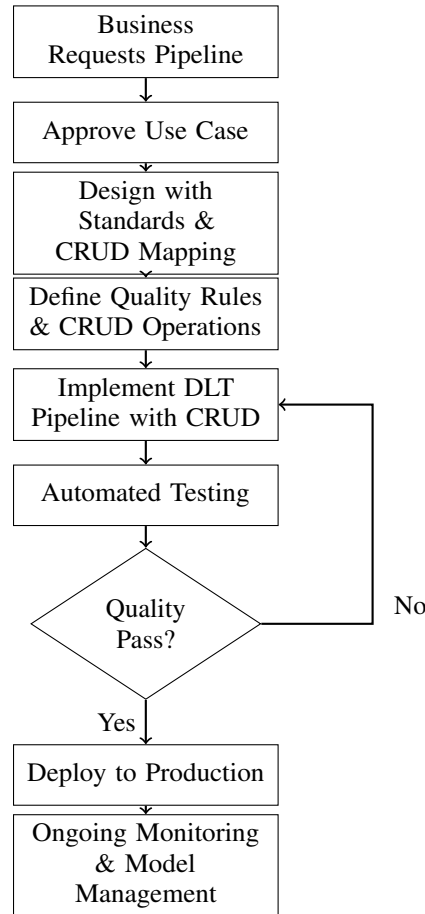 Business
Requests Pipeline
Approve Use Case
Design with
Standards &
CRUD Mapping
Define Quality Rules
& CRUD Operations
Implement DLT
Pipeline with CRUD
Automated Testing
Quality
Pass?
No
Yes
Deploy to Production
Ongoing Monitoring
& Model
Management